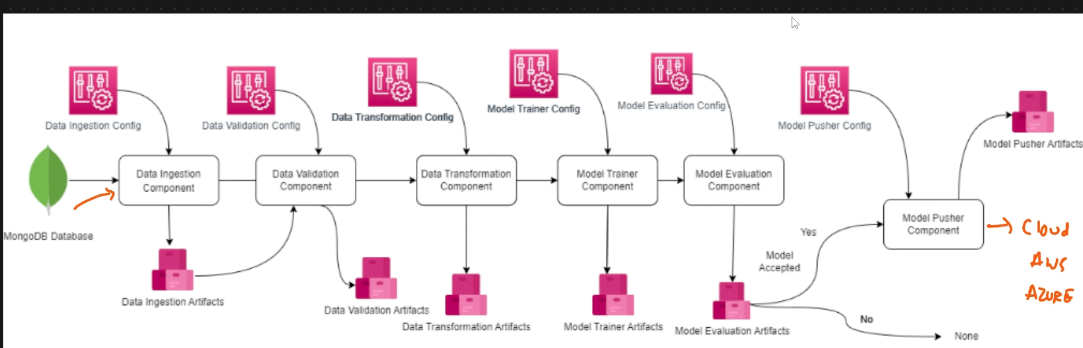 Data Ingestion Config
Data Validation Config
Data Transformation Config
Model Trainer Config
Model Evaluation Config
Model Pusher Config
Model Pusher Artifacts
MongoDB Database
Data Ingestion
Component
Data Validation
Component
Data Transformation
Component
Model Trainer
Component
Model Evaluation
Component
Model Pusher
Component
Cloud
AWS
AZURE
Data Ingestion Artifacts
Data Validation Artifacts
Data Transformation Artifacts
Model Trainer Artifacts
Model Evaluation Artifacts
Yes
Model
Accepted
No
None